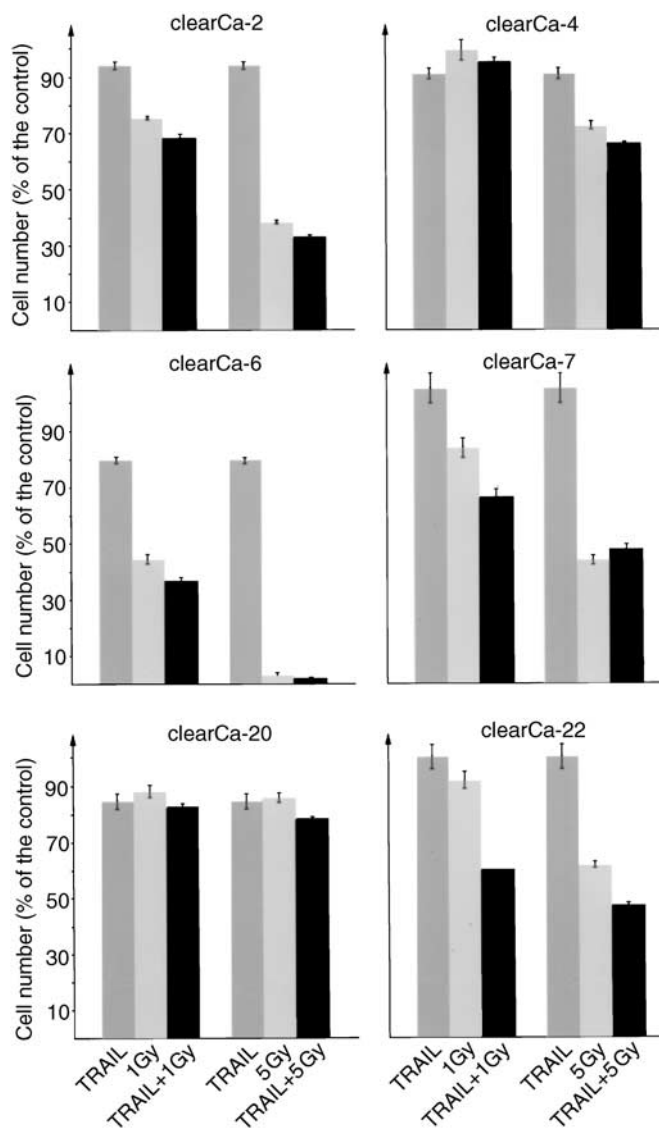 clearCa-2
clearCa-4
Cell number (% of the control)
90
70
50
30
10
clearCa-6
clearCa-7
Cell number (% of the control)
90
70
50
30
10
clearCa-20
clearCa-22
Cell number (% of the control)
90
70
50
30
10
TRAIL
1Gy
TRAIL+1Gy
TRAIL
5Gy
TRAIL+5Gy
TRAIL
1Gy
TRAIL+1Gy
TRAIL
5Gy
TRAIL+5Gy